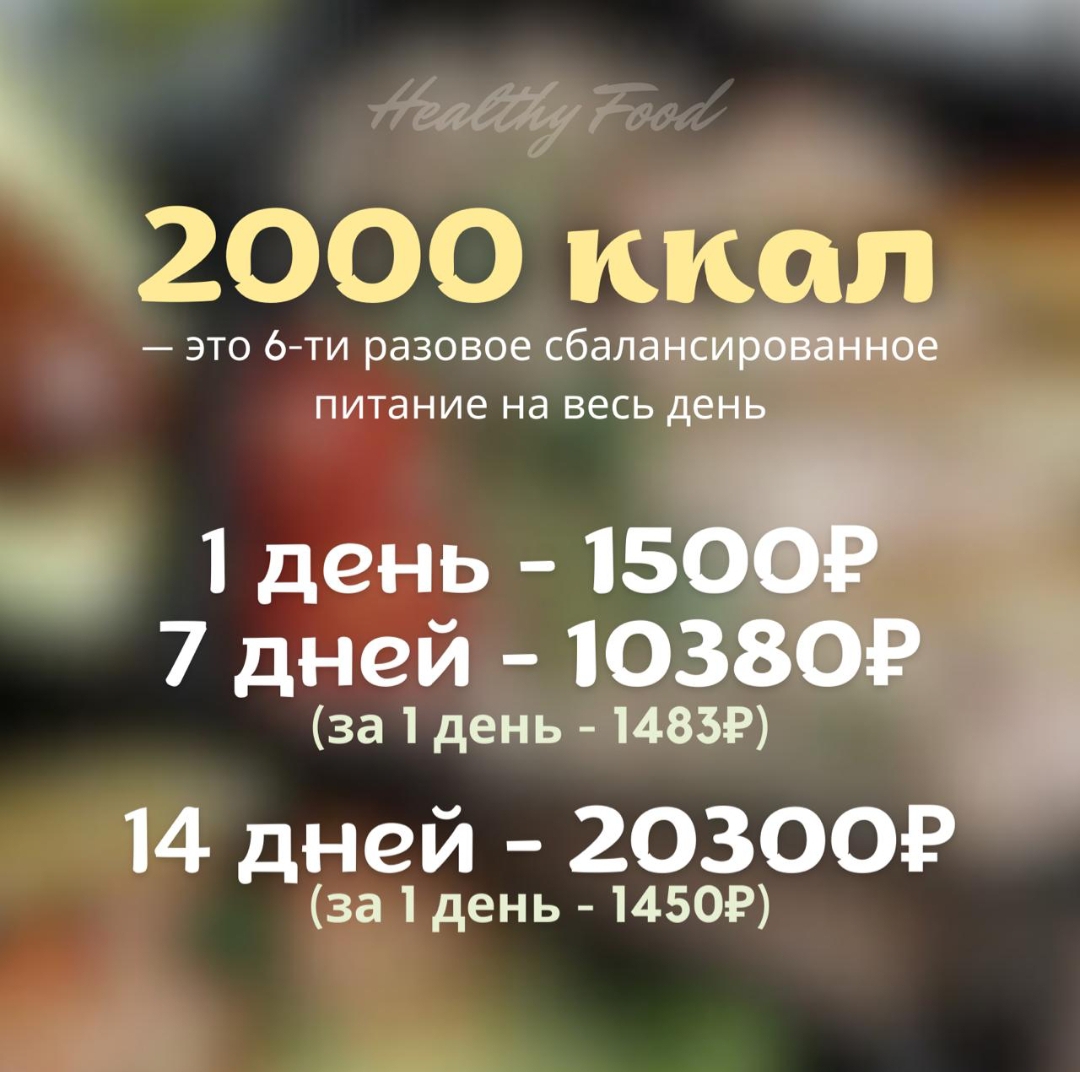 Healthy Food
2000 ккал
— это 6-ти разовое сбалансированное
питание на весь день
1 день - 1500₽
7 дней - 10380₽
(за 1 день - 1483₽)
14 дней - 20300₽
(за 1 день - 1450₽)